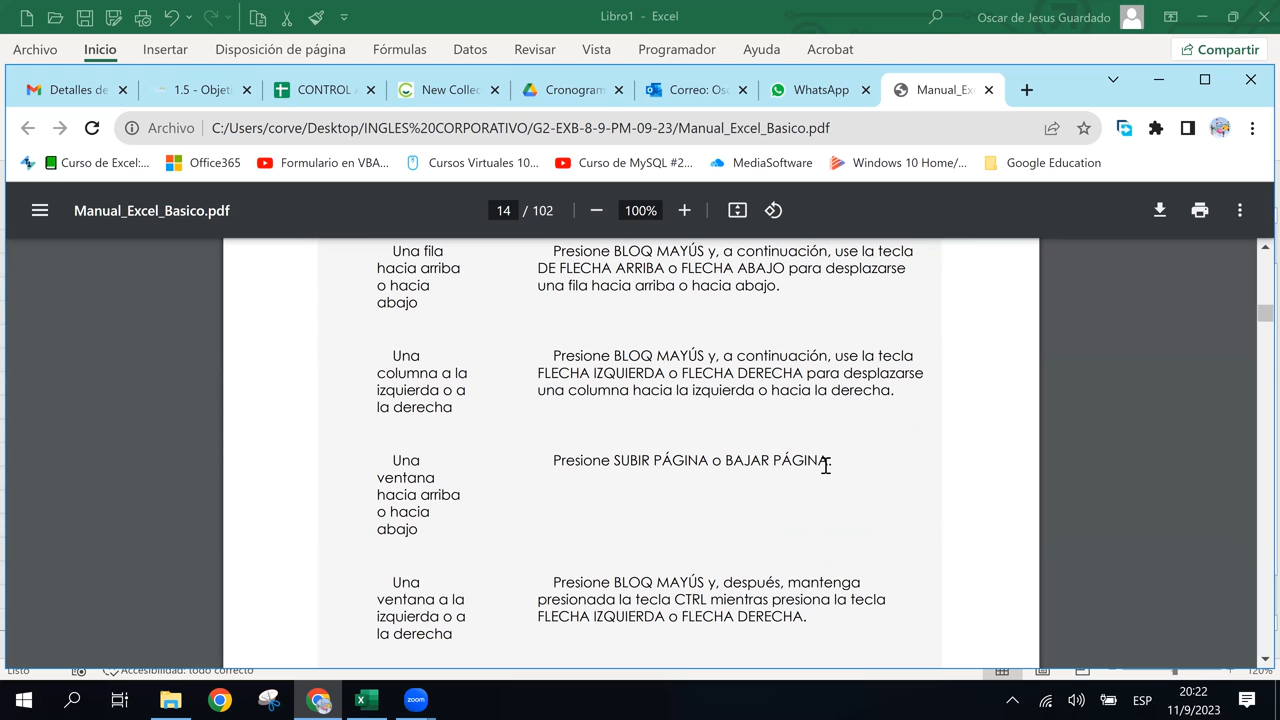 Libro1 - Excel
Oscar de Jesus Guardado
Archivo Inicio Insertar Disposición de página Fórmulas Datos Revisar Vista Programador Ayuda Acrobat Compartir
Detalles de 1.5 - Objeti CONTROL New Collec Cronogram Correo: Osc WhatsApp Manual_Ex
Archivo C:/Users/corve/Desktop/INGLES%20CORPORATIVO/G2-EXB-8-9-PM-09-23/Manual_Excel_Basico.pdf
Curso de Excel:... Office365 Formulario en VBA... Cursos Virtuales 10... Curso de MySQL #2... MediaSoftware Windows 10 Home/... Google Education
Manual_Excel_Basico.pdf 14 / 102 100%
Una fila
hacia arriba
o hacia
abajo
Presione BLOQ MAYÚS y, a continuación, use la tecla
DE FLECHA ARRIBA o FLECHA ABAJO para desplazarse
una fila hacia arriba o hacia abajo.
Una
columna a la
izquierda o a
la derecha
Presione BLOQ MAYÚS y, a continuación, use la tecla
FLECHA IZQUIERDA o FLECHA DERECHA para desplazarse
una columna hacia la izquierda o hacia la derecha.
Una
ventana
hacia arriba
o hacia
abajo
Presione SUBIR PÁGINA o BAJAR PÁGINA.
Una
ventana a la
izquierda o a
la derecha
Presione BLOQ MAYÚS y, después, mantenga
presionada la tecla CTRL mientras presiona la tecla
FLECHA IZQUIERDA o FLECHA DERECHA.
Listo Accesibilidad: todo correcto 120%
zoom
ESP
20:22
11/9/2023